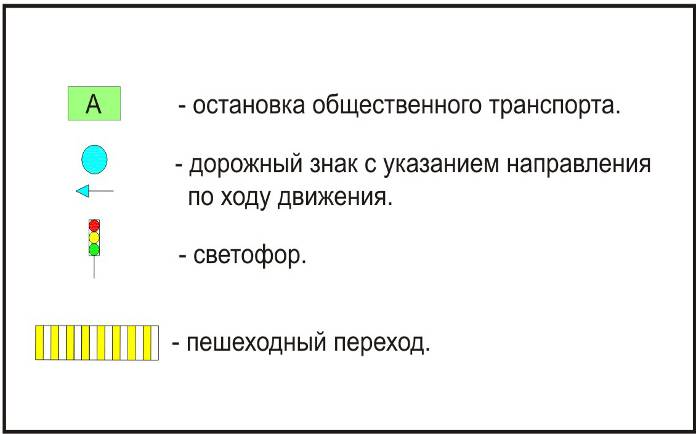 А - остановка общественного транспорта.
- дорожный знак с указанием направления
по ходу движения.
- светофор.
- пешеходный переход.